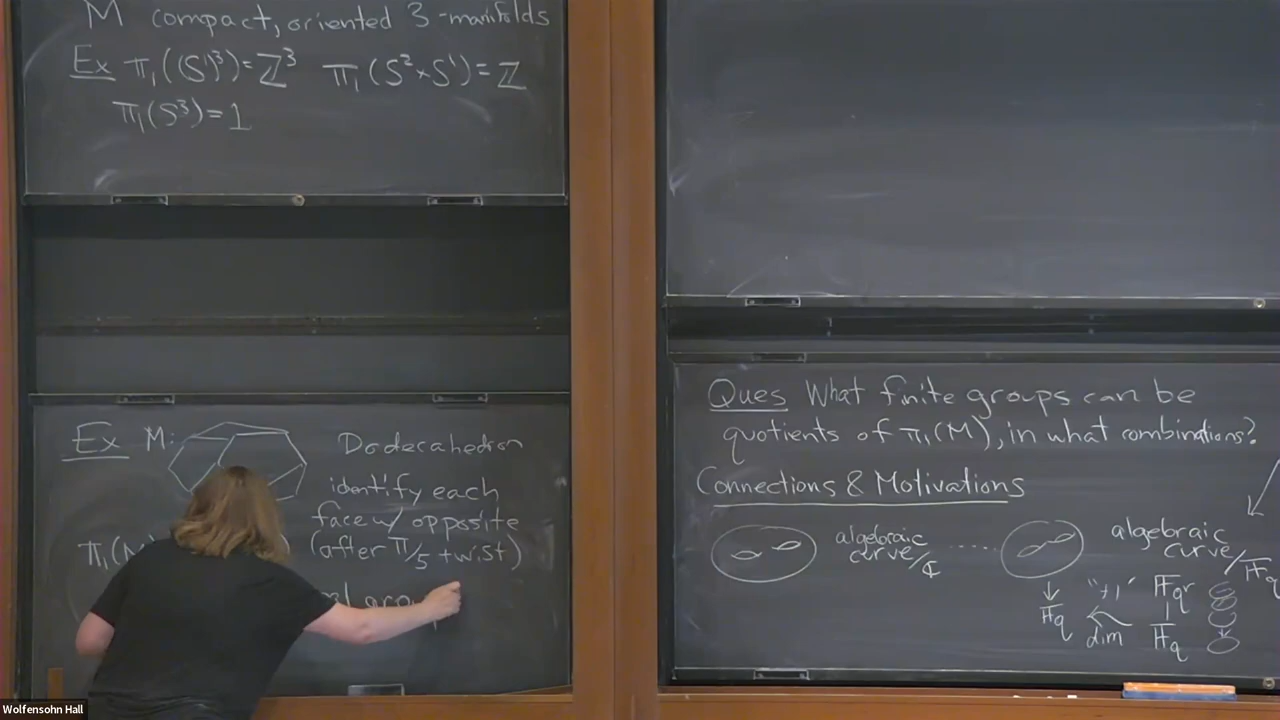 M compact, oriented 3-manifolds
Ex π₁((S¹)³)=ℤ³ π₁(S²×S¹)=ℤ
π₁(S³)=1
Ex M: Dodecahedron
identify each
face w/ opposite
(after π/5 twist)
π₁(M
Ques What finite groups can be
quotients of π₁(M), in what combinations?
Connections & Motivations
algebraic curve/ℂ ..... algebraic curve/𝔽q
↓ "+1" 𝔽qr
𝔽q dim 𝔽q
Wolfensohn Hall